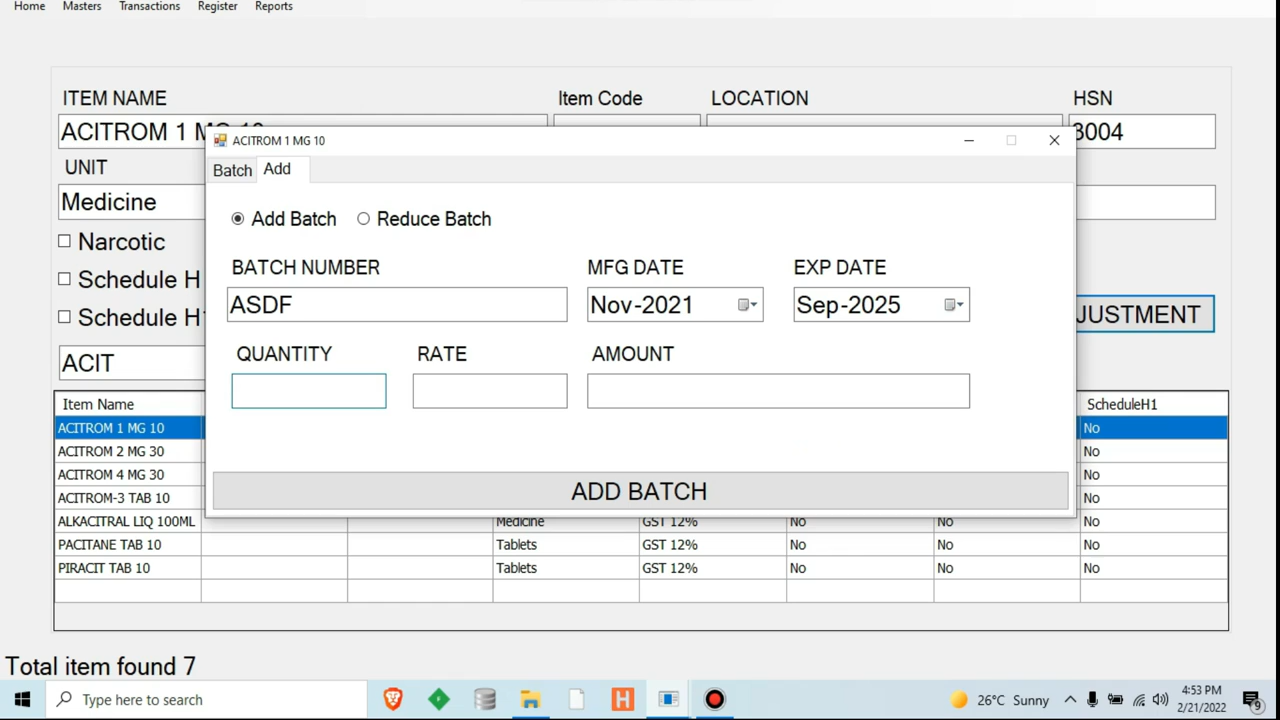 Home Masters Transactions Register Reports
ITEM NAME Item Code LOCATION HSN
ACITROM 1 MG 10 3004
ACITROM 1 MG 10
UNIT
Batch Add
Medicine
Add Batch Reduce Batch
Narcotic
BATCH NUMBER MFG DATE EXP DATE
Schedule H
ASDF Nov-2021 Sep-2025
Schedule H1 JUSTMENT
QUANTITY RATE AMOUNT
ACIT
Item Name ScheduleH1
ACITROM 1 MG 10 No
ACITROM 2 MG 30 No
ACITROM 4 MG 30 No
ADD BATCH
ACITROM-3 TAB 10 No
ALKACITRAL LIQ 100ML Medicine GST 12% No No No
PACITANE TAB 10 Tablets GST 12% No No No
PIRACIT TAB 10 Tablets GST 12% No No No
Total item found 7
Type here to search H 26°C Sunny 4:53 PM
2/21/2022 9